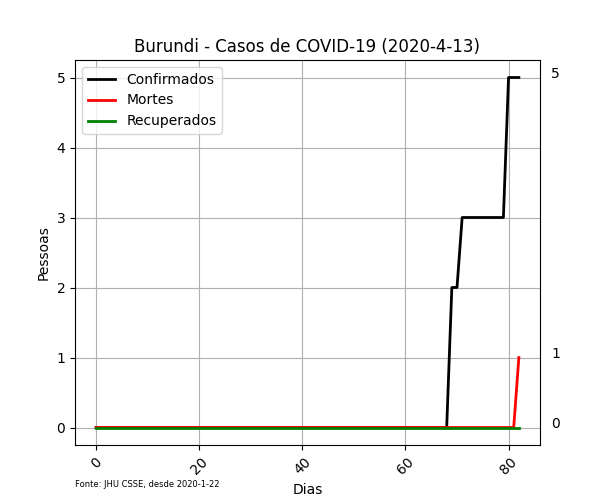 Burundi - Casos de COVID-19 (2020-4-13)
Confirmados
Mortes
Recuperados
5
4
3
2
1
0
Pessoas
5
1
0
0
20
40
60
80
Dias
Fonte: JHU CSSE, desde 2020-1-22